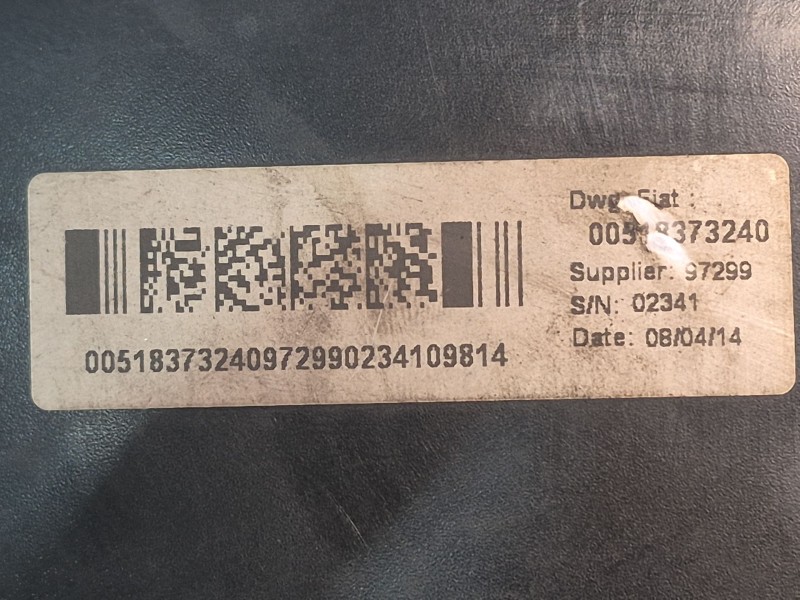 Dwg Fiat :
00518373240
Supplier: 97299
S/N: 02341
Date: 08/04/14
00518373240972990234109814